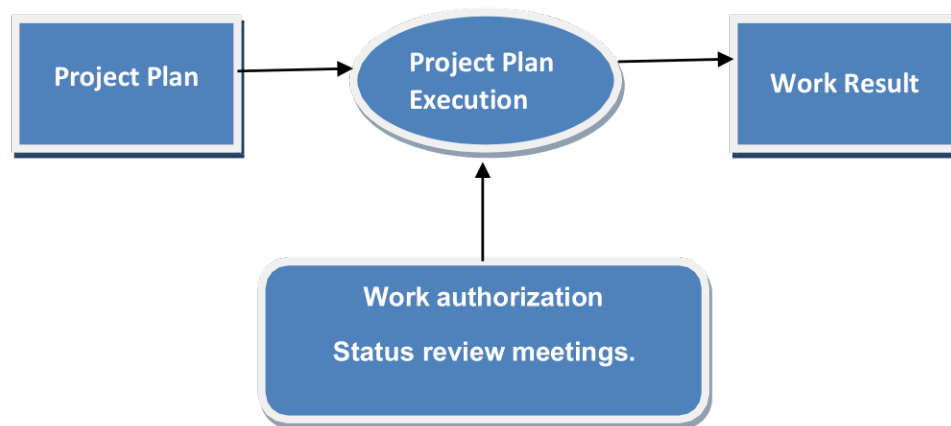 Project Plan
Project Plan
Execution
Work Result
Work authorization
Status review meetings.